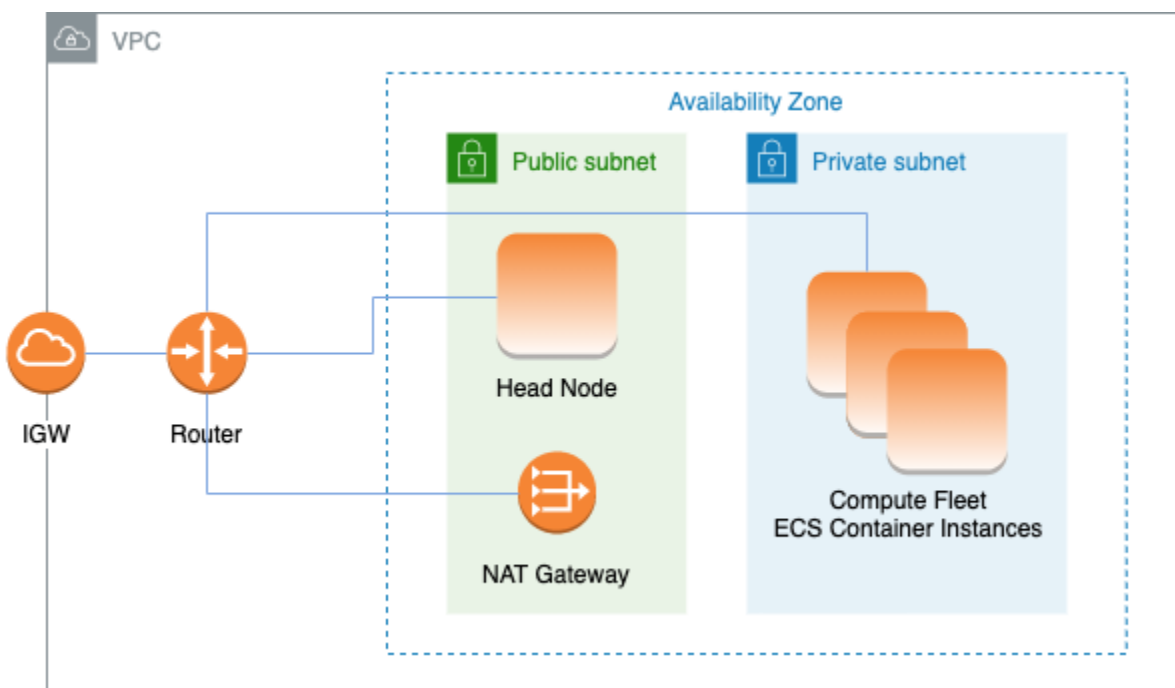 VPC
Availability Zone
Public subnet
Private subnet
Head Node
IGW
Router
Compute Fleet
ECS Container Instances
NAT Gateway